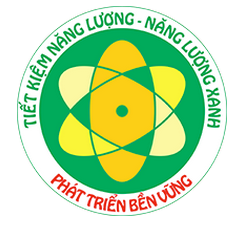 TIẾT KIỆM NĂNG LƯỢNG - NĂNG LƯỢNG XANH
PHÁT TRIỂN BỀN VỮNG